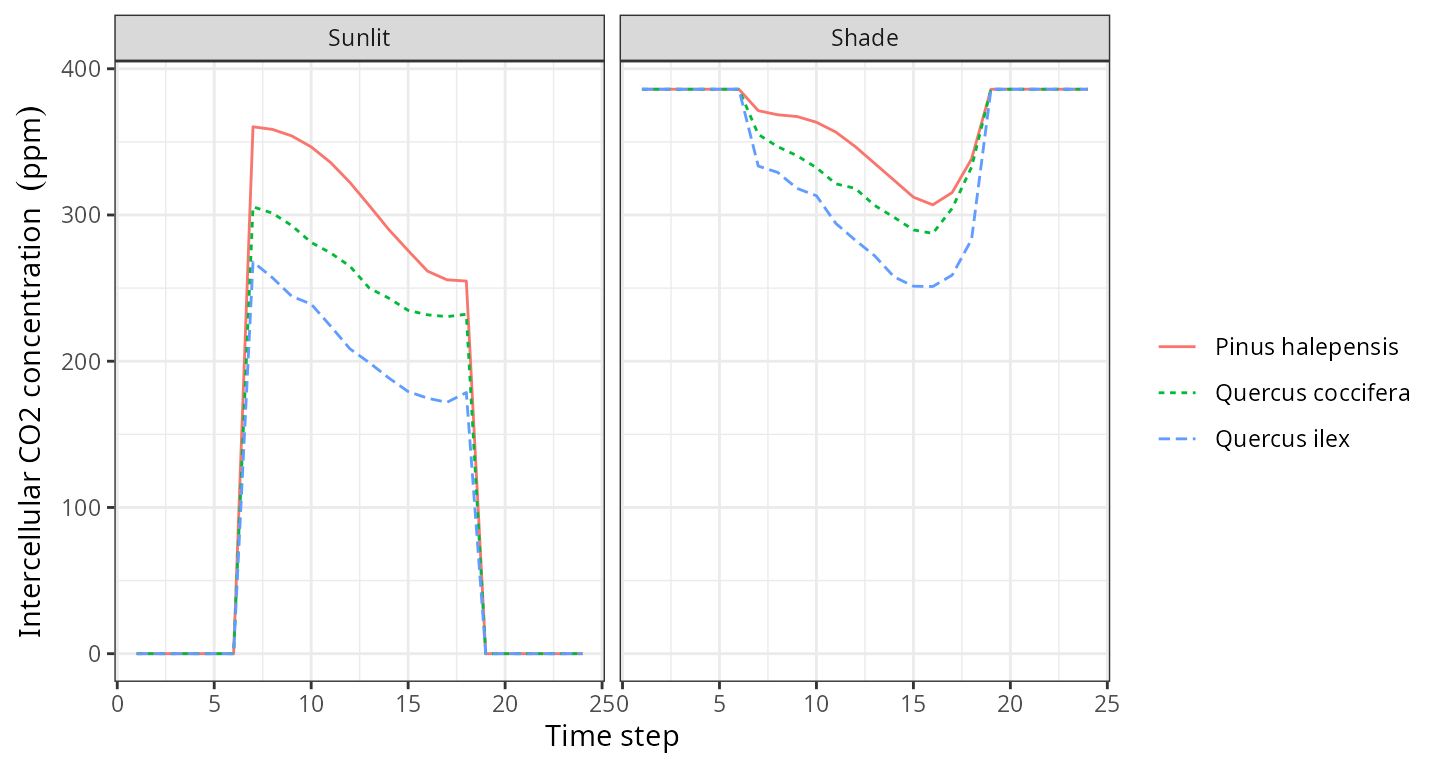 Sunlit
Shade
Intercellular CO2 concentration (ppm)
400
300
200
100
0
0 5 10 15 20 25
0 5 10 15 20 25
Time step
Pinus halepensis
Quercus coccifera
Quercus ilex